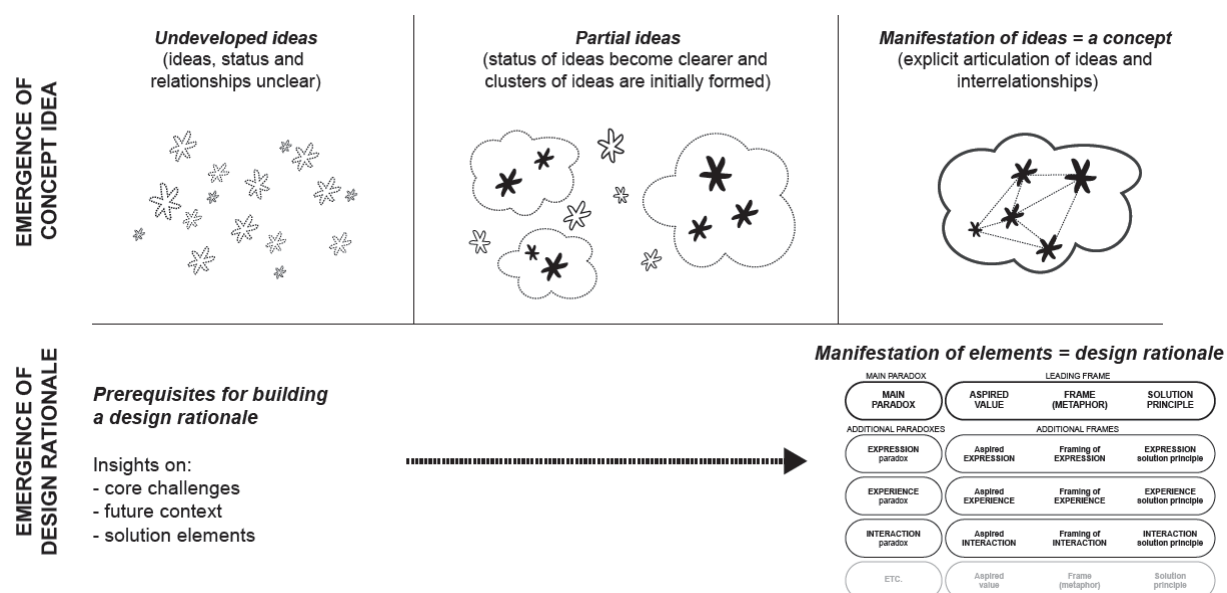 EMERGENCE OF
CONCEPT IDEA
Undeveloped ideas
(ideas, status and
relationships unclear)
Partial ideas
(status of ideas become clearer and
clusters of ideas are initially formed)
Manifestation of ideas = a concept
(explicit articulation of ideas and
interrelationships)
EMERGENCE OF
DESIGN RATIONALE
Prerequisites for building
a design rationale
Insights on:
- core challenges
- future context
- solution elements
Manifestation of elements = design rationale
MAIN PARADOX
LEADING FRAME
MAIN
PARADOX
ASPIRED
VALUE
FRAME
(METAPHOR)
SOLUTION
PRINCIPLE
ADDITIONAL PARADOXES
ADDITIONAL FRAMES
EXPRESSION
paradox
Aspired
EXPRESSION
Framing of
EXPRESSION
EXPRESSION
solution principle
EXPERIENCE
paradox
Aspired
EXPERIENCE
Framing of
EXPERIENCE
EXPERIENCE
solution principle
INTERACTION
paradox
Aspired
INTERACTION
Framing of
INTERACTION
INTERACTION
solution principle
ETC.
Aspired
value
Frame
(metaphor)
Solution
principle